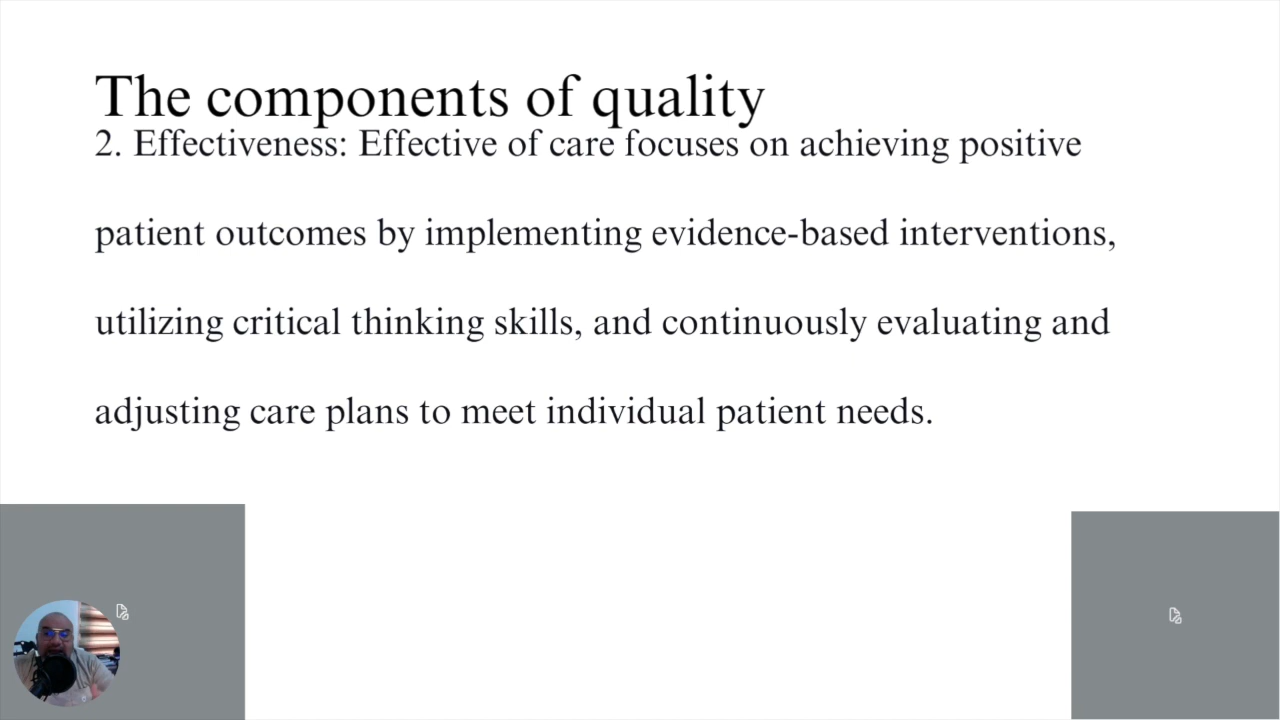 The components of quality
2. Effectiveness: Effective of care focuses on achieving positive
patient outcomes by implementing evidence-based interventions,
utilizing critical thinking skills, and continuously evaluating and
adjusting care plans to meet individual patient needs.